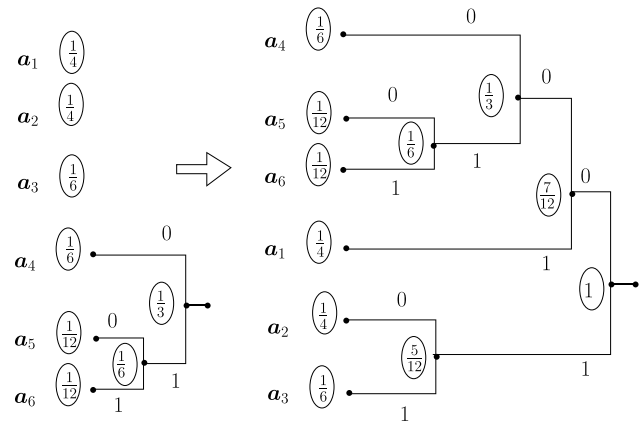 a₁ 1/4
a₂ 1/4
a₃ 1/6
a₄ 1/6 0
1/3
a₅ 1/12 0
1/6
1
a₆ 1/12 1
a₄ 1/6 0
1/3 0
a₅ 1/12 0
1/6
1
a₆ 1/12 1
7/12 0
a₁ 1/4 1
1
a₂ 1/4 0
5/12
1
a₃ 1/6 1